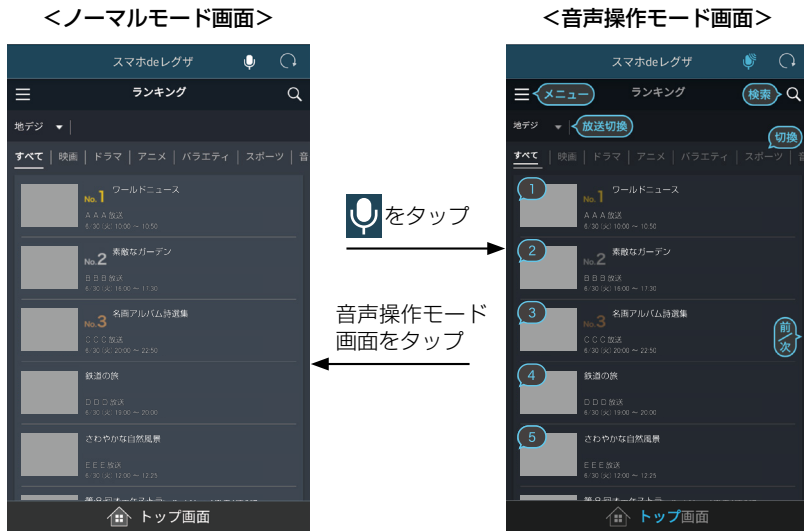 <ノーマルモード画面>
スマホdeレグザ
ランキング
地デジ
すべて | 映画 | ドラマ | アニメ | バラエティ | スポーツ | 音
No.1 ワールドニュース
AAA放送
6/30(火) 10:00 ~ 10:50
No.2 素敵なガーデン
BBB放送
6/30(火) 16:00 ~ 17:30
No.3 名画アルバム詩選集
CCC放送
6/30(火) 20:00 ~ 22:50
鉄道の旅
DDD放送
6/30(火) 19:00 ~ 20:00
さわやかな自然風景
EEE放送
6/30(火) 12:00 ~ 12:25
トップ画面
をタップ
音声操作モード
画面をタップ
<音声操作モード画面>
スマホdeレグザ
メニュー
ランキング
検索
地デジ
放送切換
切換
すべて | 映画 | ドラマ | アニメ | バラエティ | スポーツ | 音
1
No.1 ワールドニュース
AAA放送
6/30(火) 10:00 ~ 10:50
2
No.2 素敵なガーデン
BBB放送
6/30(火) 16:00 ~ 17:30
3
No.3 名画アルバム詩選集
CCC放送
6/30(火) 20:00 ~ 22:50
前/次
4
鉄道の旅
DDD放送
6/30(火) 19:00 ~ 20:00
5
さわやかな自然風景
EEE放送
6/30(火) 12:00 ~ 12:25
トップ画面